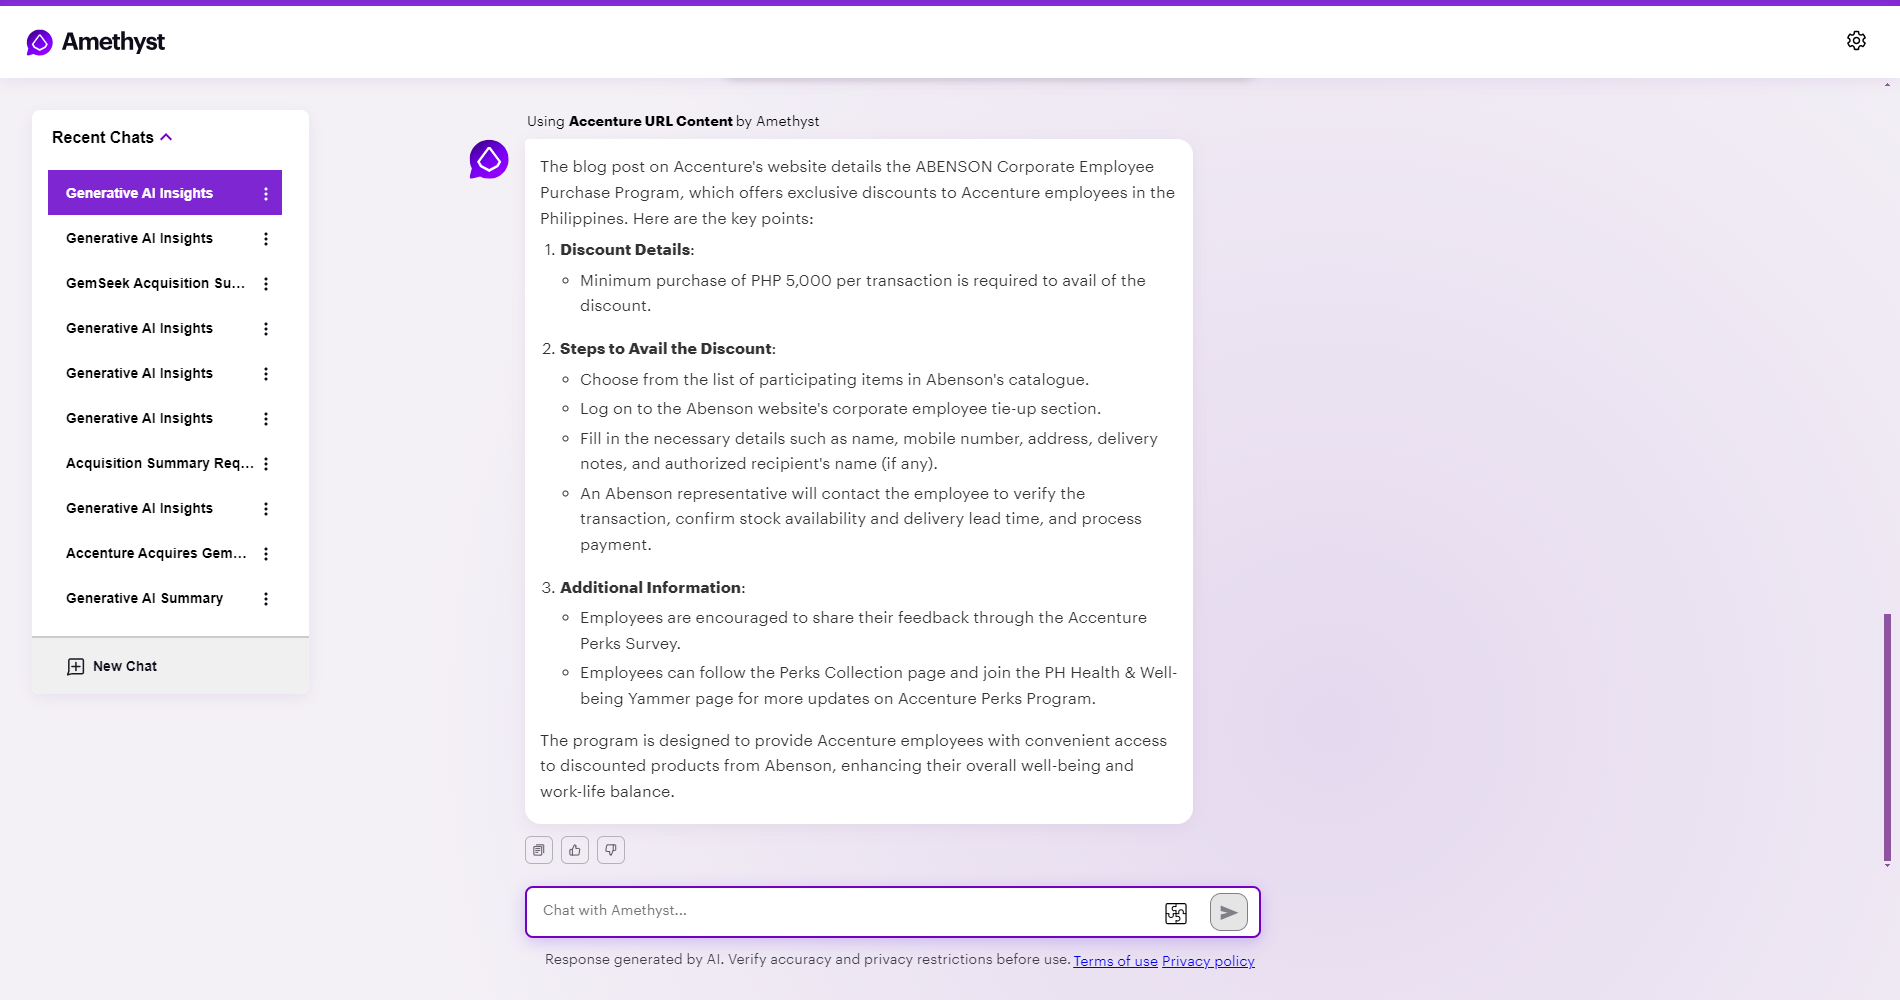 Amethyst
Recent Chats
Generative AI Insights
Generative AI Insights
GemSeek Acquisition Su...
Generative AI Insights
Generative AI Insights
Generative AI Insights
Acquisition Summary Req...
Generative AI Insights
Accenture Acquires Gem...
Generative AI Summary
New Chat
Using Accenture URL Content by Amethyst
The blog post on Accenture's website details the ABENSON Corporate Employee
Purchase Program, which offers exclusive discounts to Accenture employees in the
Philippines. Here are the key points:
1. Discount Details:
◦ Minimum purchase of PHP 5,000 per transaction is required to avail of the
discount.
2. Steps to Avail the Discount:
◦ Choose from the list of participating items in Abenson's catalogue.
◦ Log on to the Abenson website's corporate employee tie-up section.
◦ Fill in the necessary details such as name, mobile number, address, delivery
notes, and authorized recipient's name (if any).
◦ An Abenson representative will contact the employee to verify the
transaction, confirm stock availability and delivery lead time, and process
payment.
3. Additional Information:
◦ Employees are encouraged to share their feedback through the Accenture
Perks Survey.
◦ Employees can follow the Perks Collection page and join the PH Health & Well-
being Yammer page for more updates on Accenture Perks Program.
The program is designed to provide Accenture employees with convenient access
to discounted products from Abenson, enhancing their overall well-being and
work-life balance.
Chat with Amethyst...
Response generated by AI. Verify accuracy and privacy restrictions before use. Terms of use Privacy policy